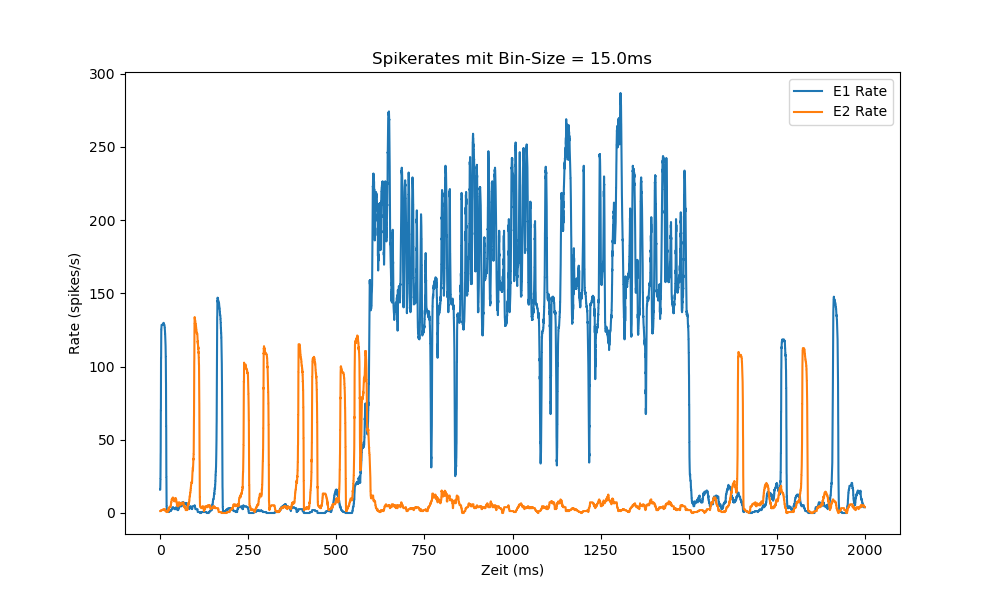 Spikerates mit Bin-Size = 15.0ms
E1 Rate
E2 Rate
300
250
200
150
100
50
0
Rate (spikes/s)
0 250 500 750 1000 1250 1500 1750 2000
Zeit (ms)